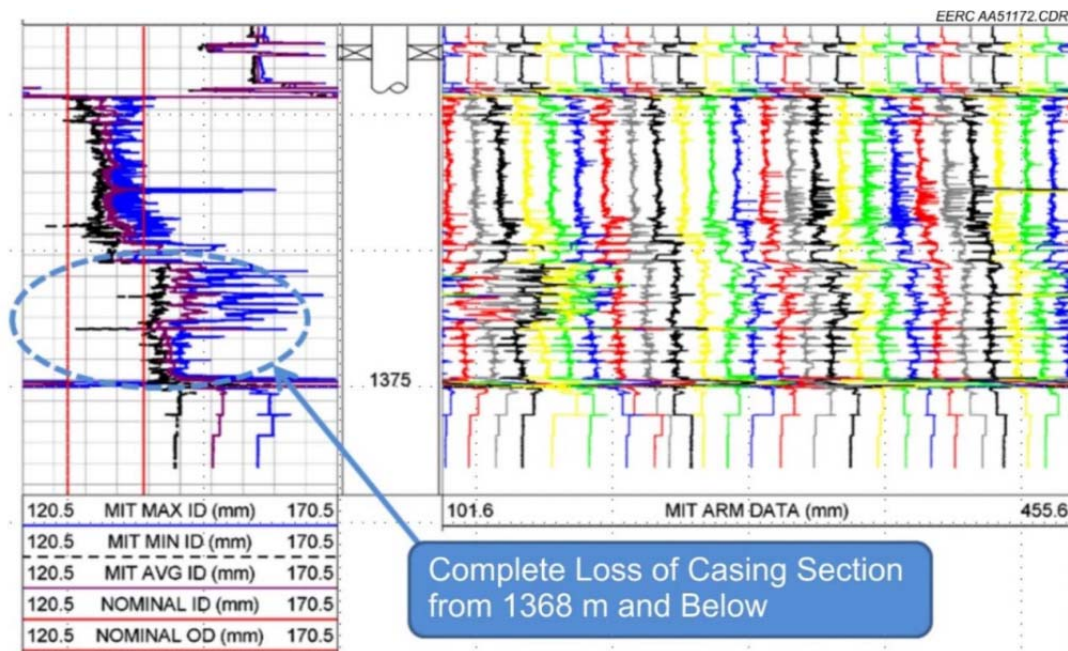 EERC AA51172.CDR
1375
120.5 MIT MAX ID (mm) 170.5
120.5 MIT MIN ID (mm) 170.5
120.5 MIT AVG ID (mm) 170.5
120.5 NOMINAL ID (mm) 170.5
120.5 NOMINAL OD (mm) 170.5
101.6 MIT ARM DATA (mm) 455.6
Complete Loss of Casing Section
from 1368 m and Below